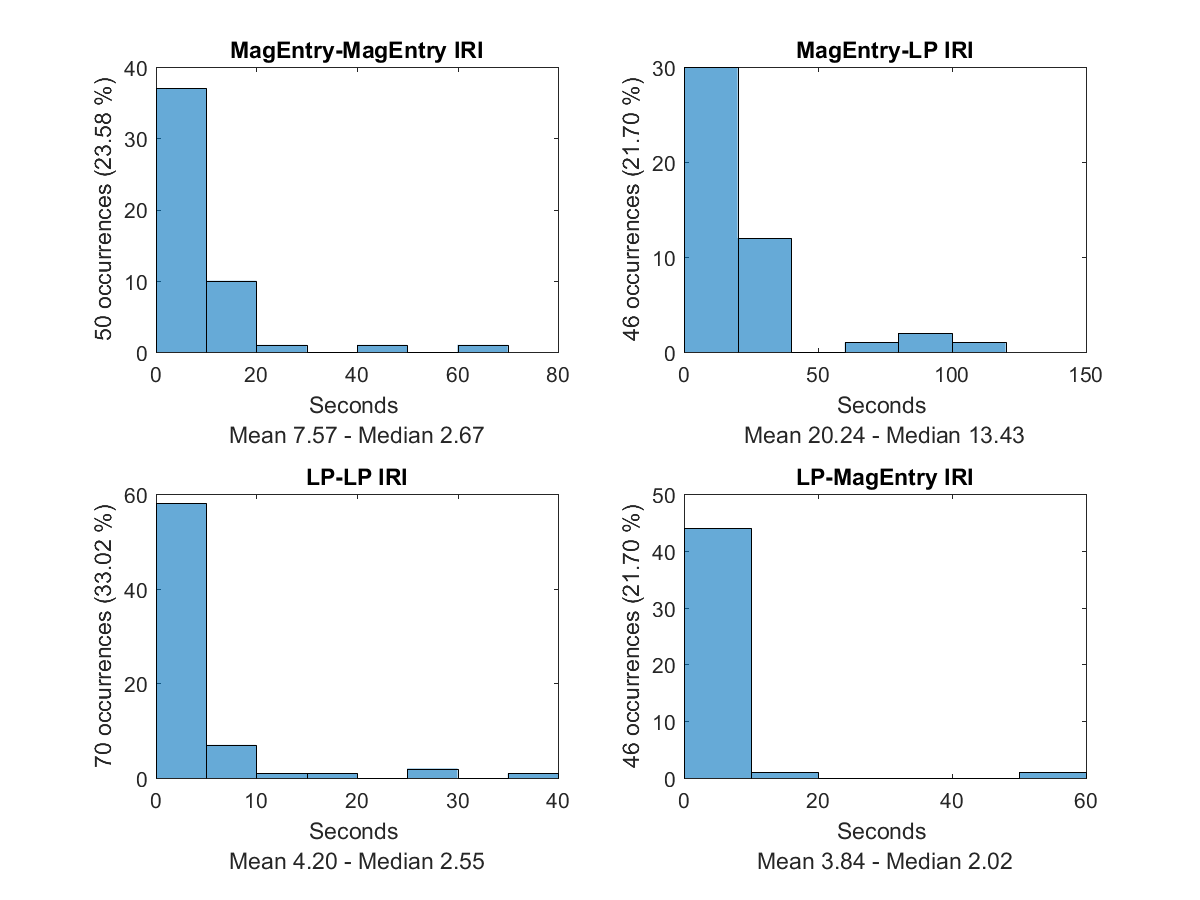 MagEntry-MagEntry IRI
40
30
20
10
0
50 occurrences (23.58 %)
0 20 40 60 80
Seconds
Mean 7.57 - Median 2.67
MagEntry-LP IRI
30
20
10
0
46 occurrences (21.70 %)
0 50 100 150
Seconds
Mean 20.24 - Median 13.43
LP-LP IRI
60
40
20
0
70 occurrences (33.02 %)
0 10 20 30 40
Seconds
Mean 4.20 - Median 2.55
LP-MagEntry IRI
50
40
30
20
10
0
46 occurrences (21.70 %)
0 20 40 60
Seconds
Mean 3.84 - Median 2.02